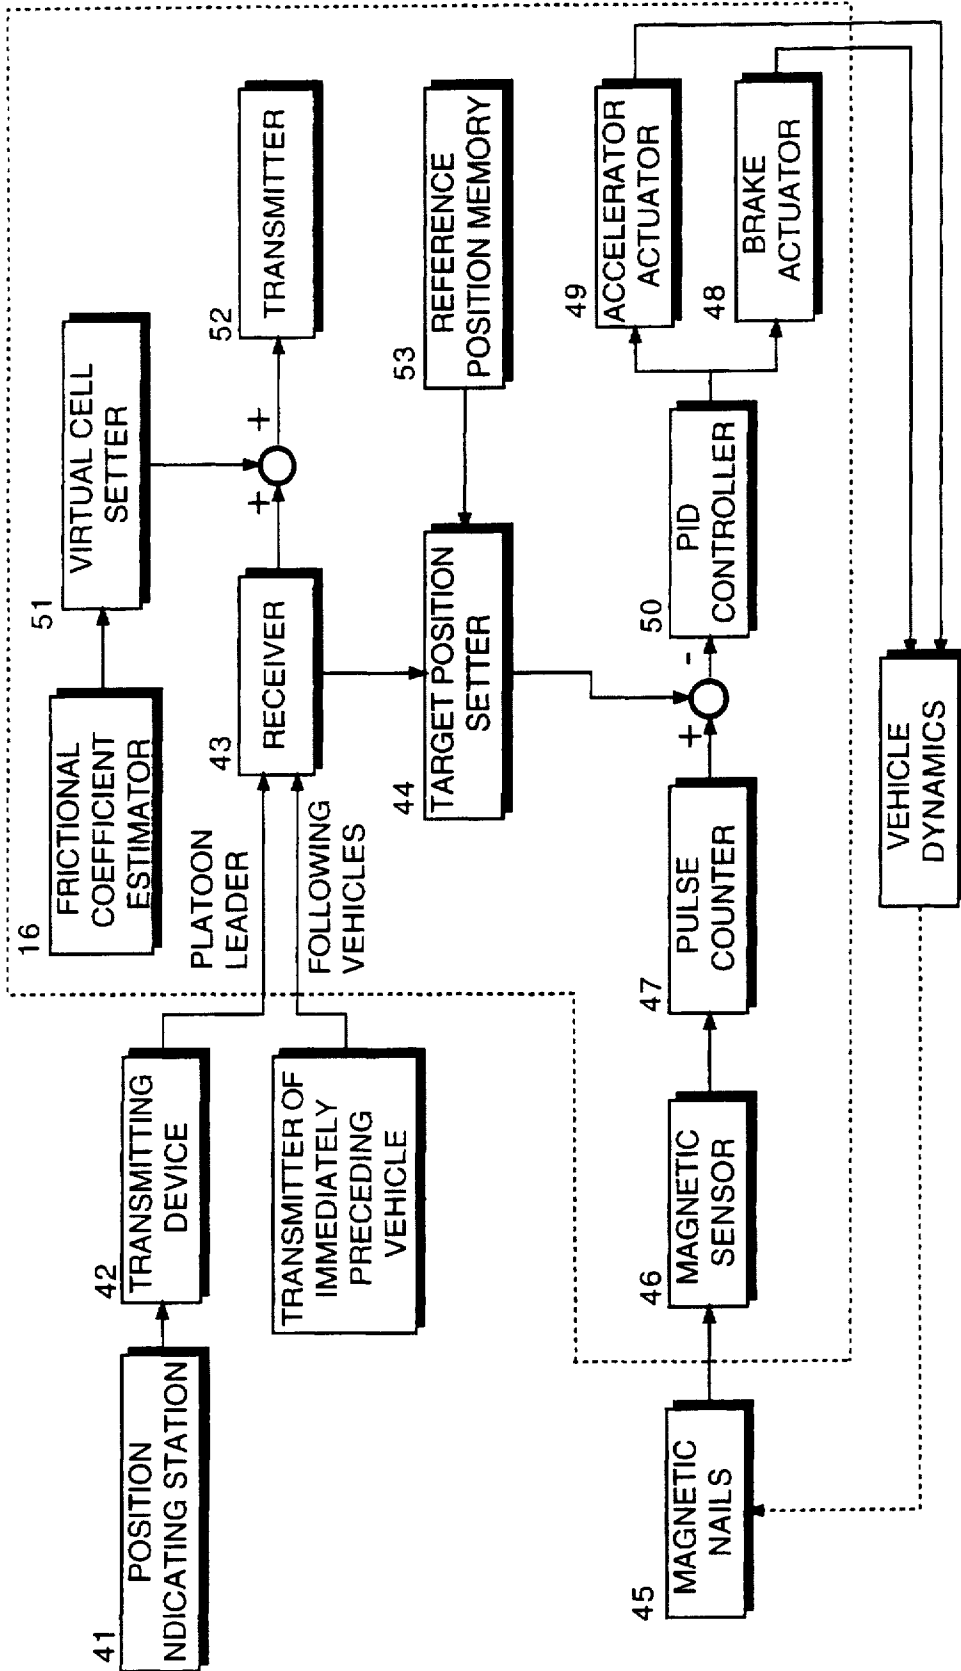 41
POSITION
NDICATING STATION
42
TRANSMITTING
DEVICE
TRANSMITTER OF
IMMEDIATELY
PRECEDING
VEHICLE
PLATOON
LEADER
FOLLOWING
VEHICLES
16
FRICTIONAL
COEFFICIENT
ESTIMATOR
51
VIRTUAL CELL
SETTER
43
RECEIVER
+
+
52
TRANSMITTER
44
TARGET POSITION
SETTER
53
REFERENCE
POSITION MEMORY
45
MAGNETIC
NAILS
46
MAGNETIC
SENSOR
47
PULSE
COUNTER
+
-
50
PID
CONTROLLER
49
ACCELERATOR
ACTUATOR
48
BRAKE
ACTUATOR
VEHICLE
DYNAMICS